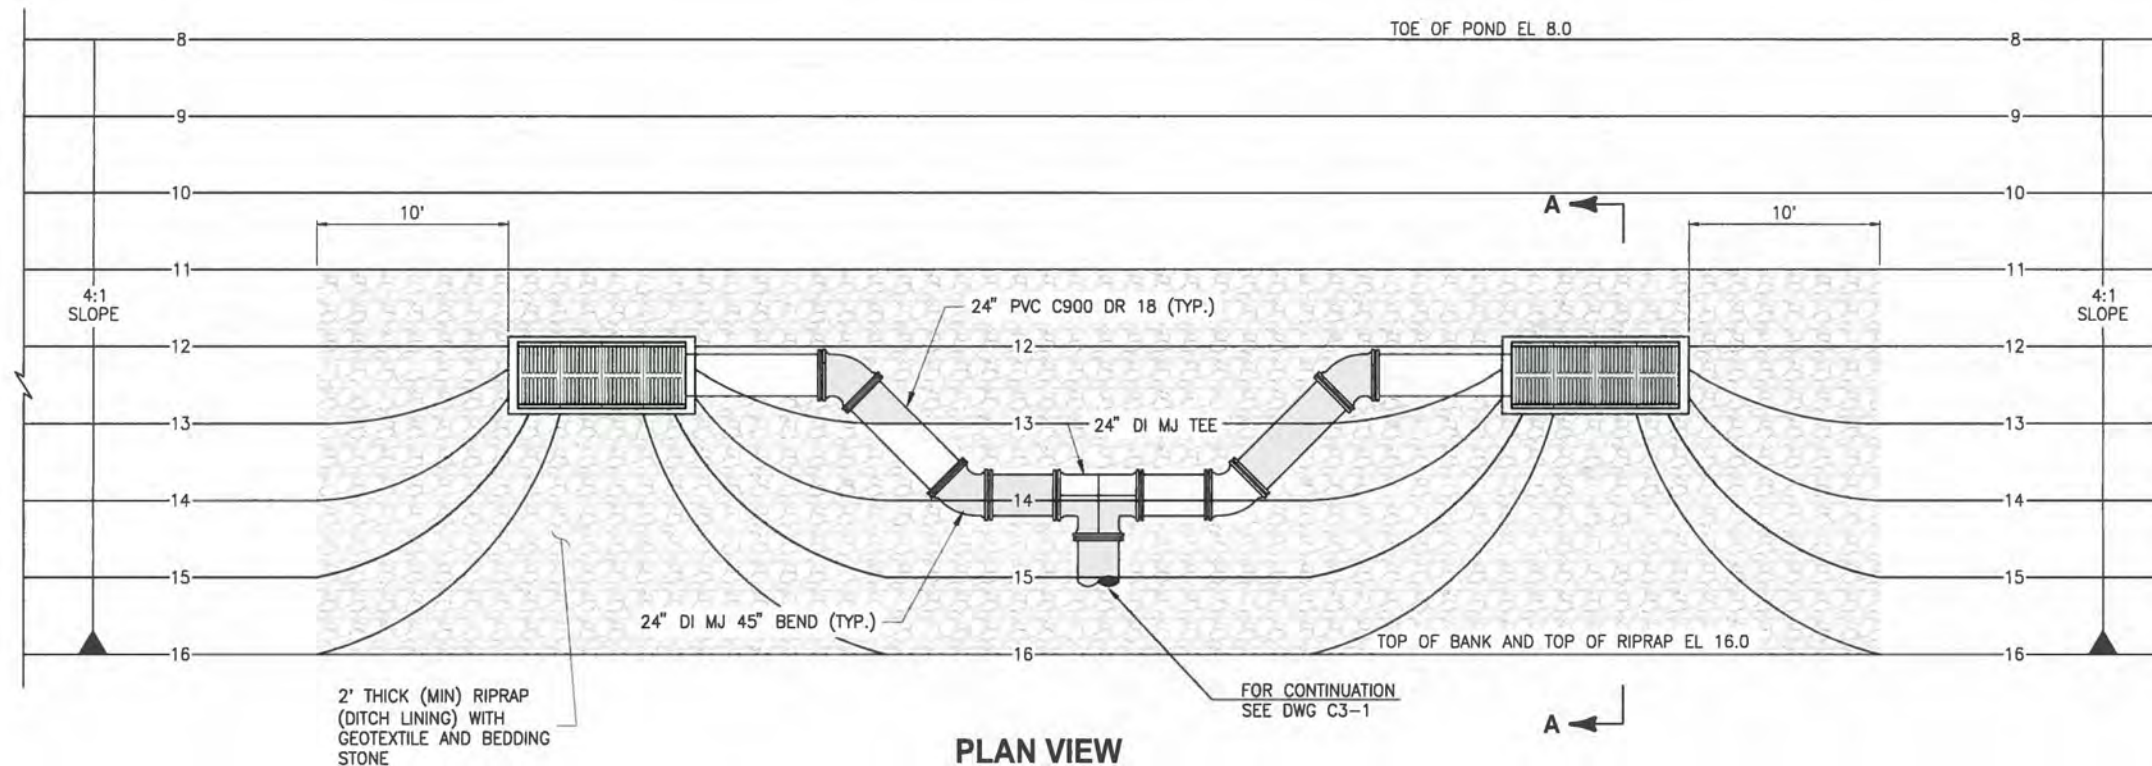 TOE OF POND EL 8.0
8 8
9 9
10 10
A
10' 10'
11 11
4:1
SLOPE
4:1
SLOPE
24" PVC C900 DR 18 (TYP.)
12 12 12
13 13 24" DI MJ TEE 13
14 14 14
15 15 15
24" DI MJ 45" BEND (TYP.)
TOP OF BANK AND TOP OF RIPRAP EL 16.0
16 16 16
2' THICK (MIN) RIPRAP
(DITCH LINING) WITH
GEOTEXTILE AND BEDDING
STONE
FOR CONTINUATION
SEE DWG C3-1
A
PLAN VIEW